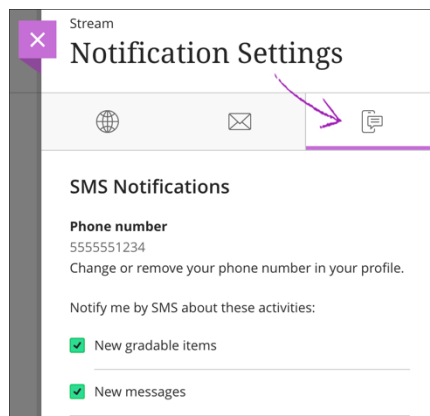 Stream
Notification Settings
SMS Notifications
Phone number
5555551234
Change or remove your phone number in your profile.
Notify me by SMS about these activities:
New gradable items
New messages